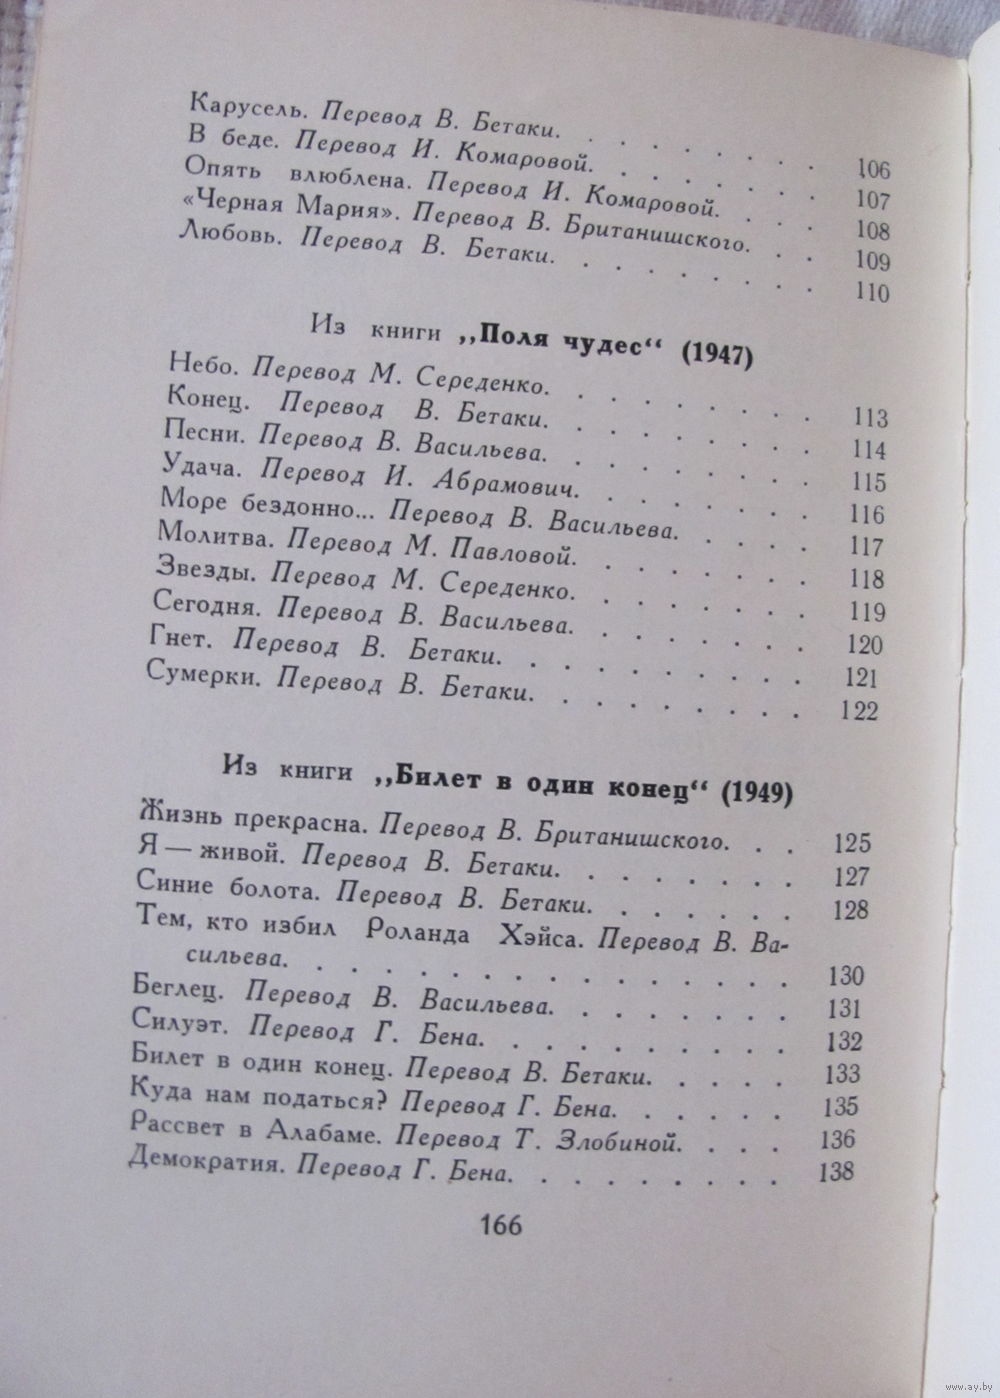 Карусель. Перевод В. Бетаки. . . . . . . . . 106
В беде. Перевод И. Комаровой. . . . . . . . 107
Опять влюблена. Перевод И. Комаровой. . . . . 108
«Черная Мария». Перевод В. Британишского. . . 109
Любовь. Перевод В. Бетаки. . . . . . . . . 110
Из книги „Поля чудес“ (1947)
Небо. Перевод М. Середенко. . . . . . . . . 113
Конец. Перевод В. Бетаки. . . . . . . . . 114
Песни. Перевод В. Васильева. . . . . . . . . 115
Удача. Перевод И. Абрамович. . . . . . . . 116
Море бездонно... Перевод В. Васильева. . . . . 117
Молитва. Перевод М. Павловой. . . . . . . . 118
Звезды. Перевод М. Середенко. . . . . . . . 119
Сегодня. Перевод В. Васильева. . . . . . . . 120
Гнет. Перевод В. Бетаки. . . . . . . . . . 121
Сумерки. Перевод В. Бетаки. . . . . . . . . 122
Из книги „Билет в один конец“ (1949)
Жизнь прекрасна. Перевод В. Британишского. . . 125
Я — живой. Перевод В. Бетаки. . . . . . . . 127
Синие болота. Перевод В. Бетаки. . . . . . . 128
Тем, кто избил Роланда Хэйса. Перевод В. Ва-
сильева. . . . . . . . . . . . . . . 130
Беглец. Перевод В. Васильева. . . . . . . . 131
Силуэт. Перевод Г. Бена. . . . . . . . . . 132
Билет в один конец. Перевод В. Бетаки. . . . . 133
Куда нам податься? Перевод Г. Бена. . . . . . 135
Рассвет в Алабаме. Перевод Т. Злобиной. . . . 136
Демократия. Перевод Г. Бена. . . . . . . . . 138
166
www.ay.by